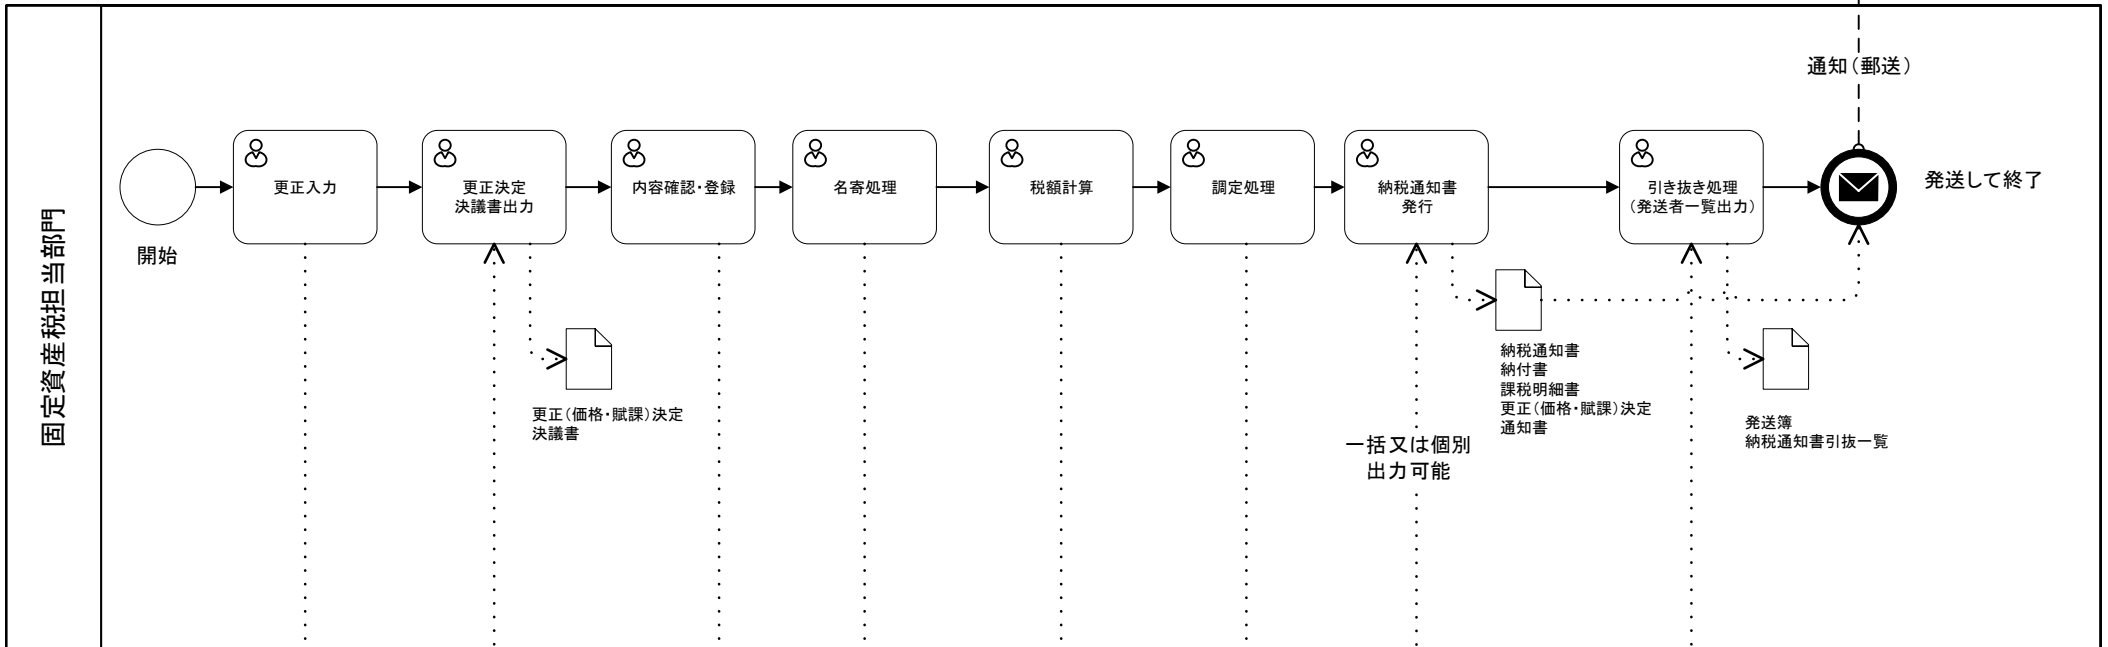 固定資産税担当部門
通知（郵送）
開始
更正入力
更正決定
決議書出力
内容確認・登録
名寄処理
税額計算
調定処理
納税通知書
発行
引き抜き処理
（発送者一覧出力）
発送して終了
更正（価格・賦課）決定
決議書
一括又は個別
出力可能
納税通知書
納付書
課税明細書
更正（価格・賦課）決定
通知書
発送簿
納税通知書引抜一覧